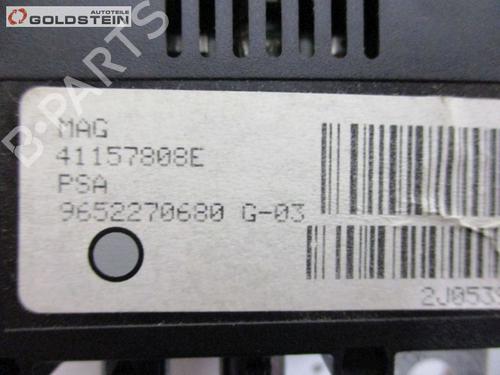 AUTOTEILE
GOLDSTEIN
B-PARTS
MAG
41157808E
PSA
9652270680 G-03